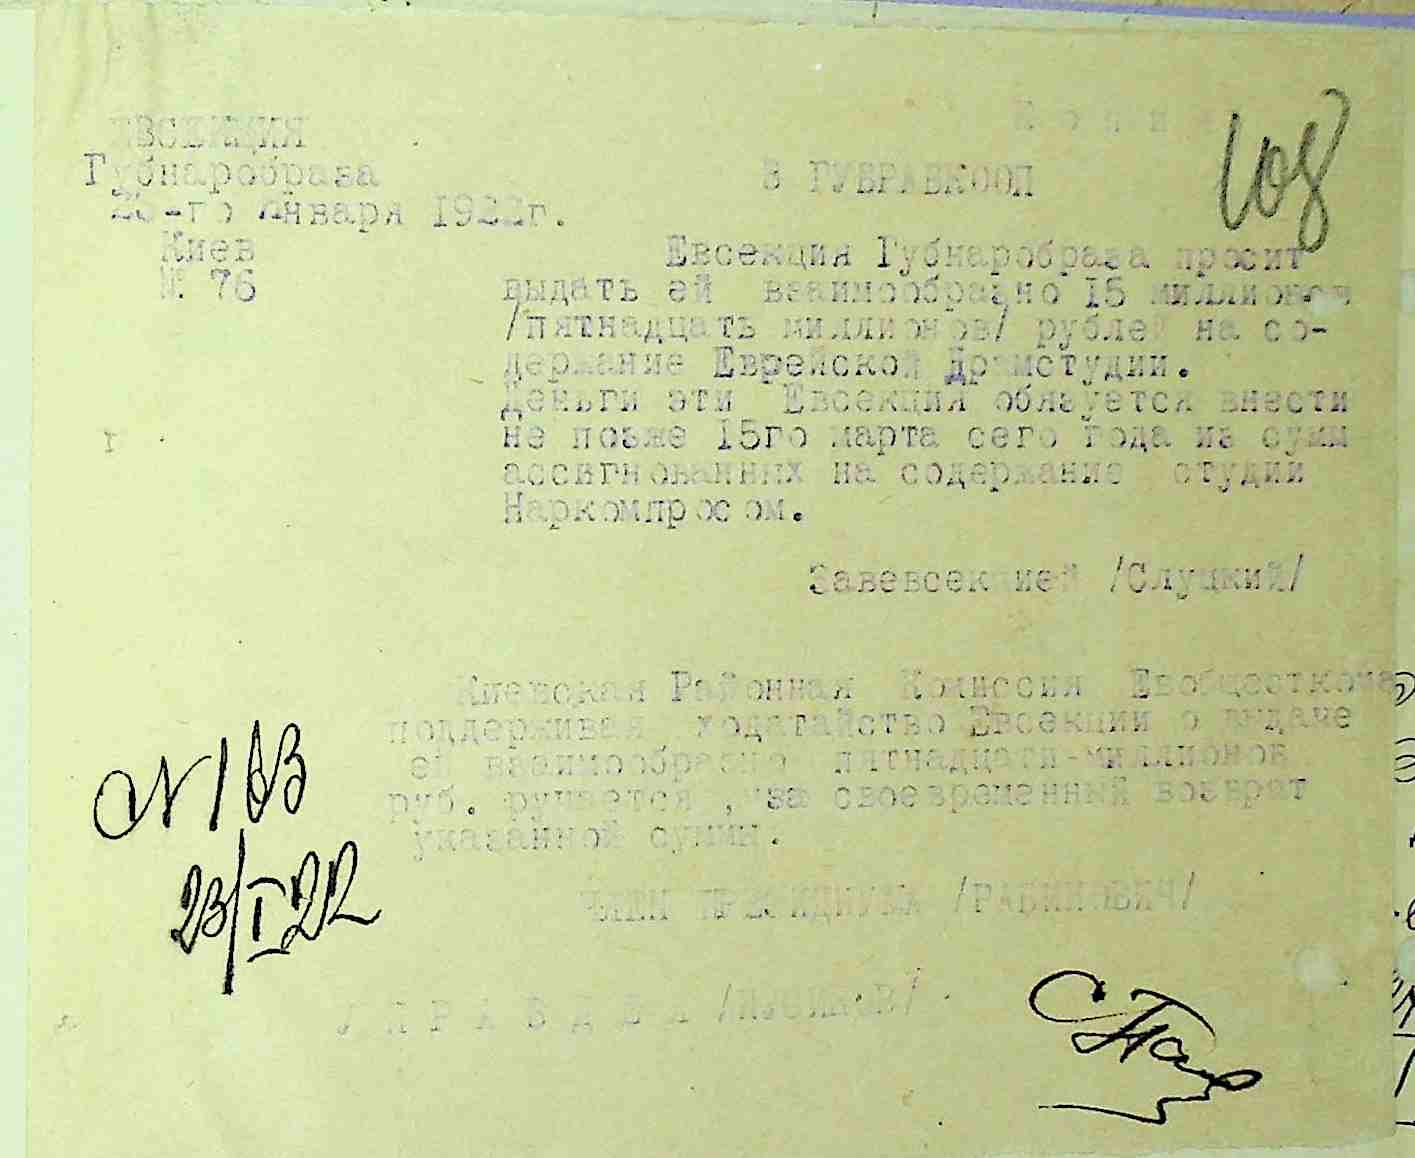 Копия
108
ЕВСЕКЦИЯ
Губнаробраза
23-го января 1922г.
Киев
№ 76
В ГУБРАБКООП
Евсекция Губнаробраза просит
выдать ей взаимообразно 15 миллионов
/пятнадцать миллионов/ рублей на со-
держание Еврейской Драмстудии.
Деньги эти Евсекция обязуется внести
не позже 15го марта сего года из сумм
ассигнованных на содержание студии
Наркомпросом.
Завевсекцией /Слуцкий/
Киевская Районная Комиссия Евобщесткома
поддерживая ходатайство Евсекции о выдаче
ей взаимообразно пятнадцати-миллионов
руб. ручается , за своевременный возврат
указанной суммы.
N 163
23/I 22
ЧЛЕН ПРЕЗИДИУМА /РАБИНОВИЧ/
УПРАВДЕЛ